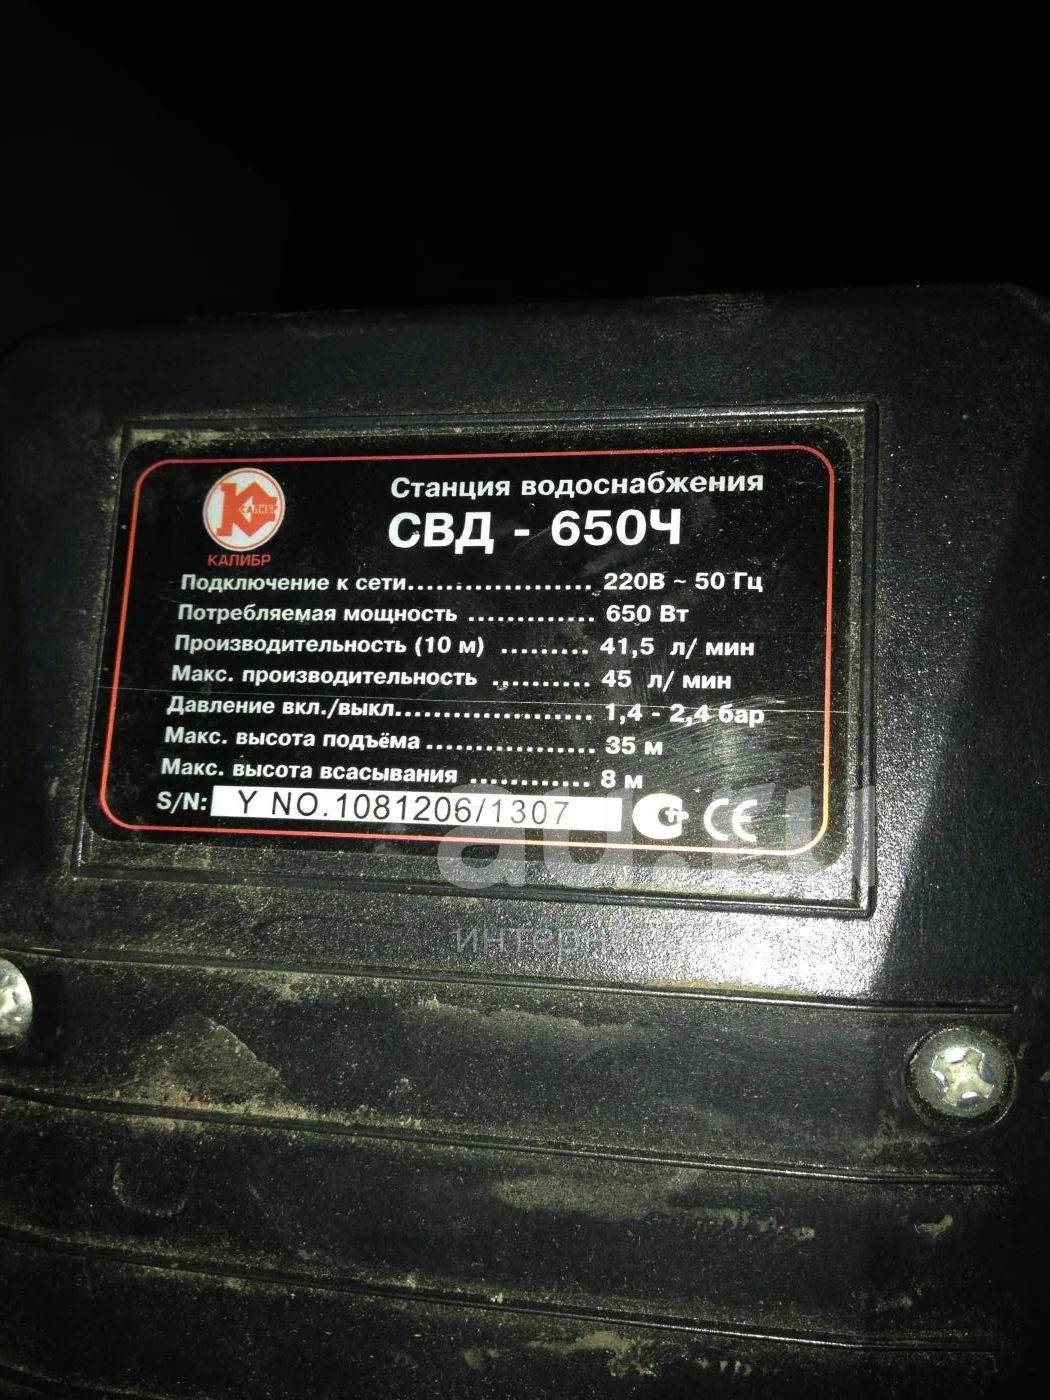 Станция водоснабжения
СВД - 650Ч
КАЛИБР
Подключение к сети................... 220В ~ 50 Гц
Потребляемая мощность ............. 650 Вт
Производительность (10 м) ......... 41,5 л/ мин
Макс. производительность .......... 45 л/ мин
Давление вкл./выкл.................... 1,4 - 2,4 бар
Макс. высота подъёма ................. 35 м
Макс. высота всасывания ............ 8 м
S/N: Y NO.1081206/1307 CE
au.ru